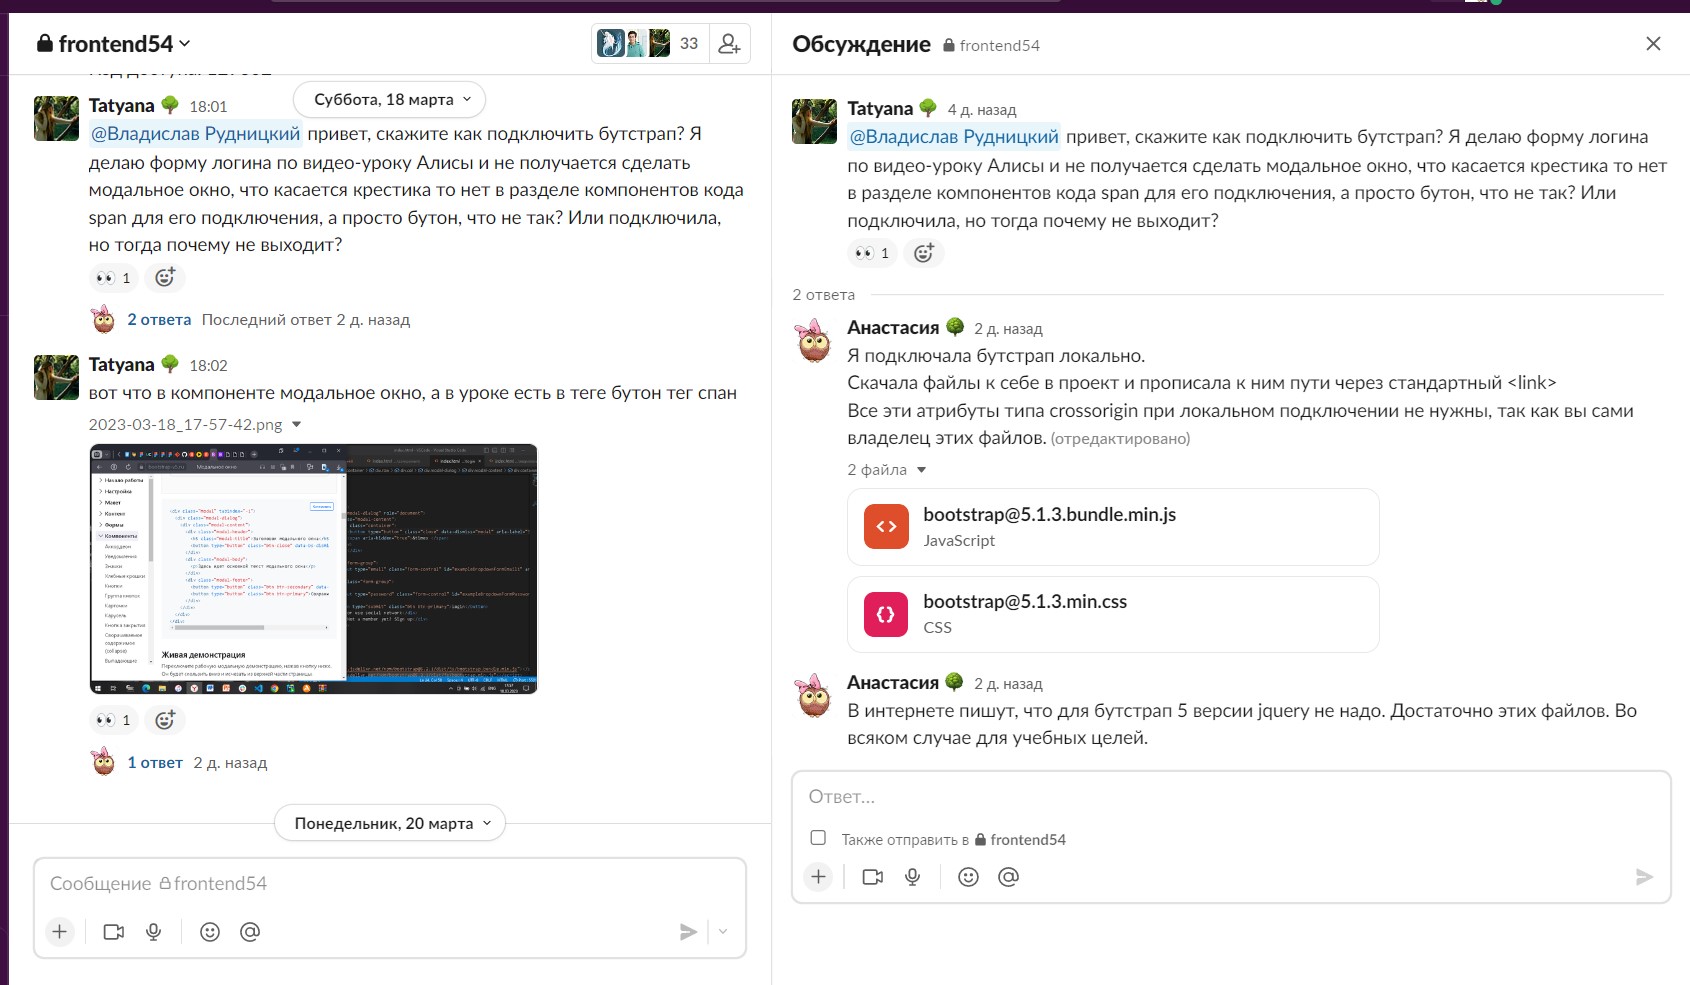 frontend54
33
Суббота, 18 марта
Tatyana 18:01
@Владислав Рудницкий привет, скажите как подключить бутстрап? Я
делаю форму логина по видео-уроку Алисы и не получается сделать
модальное окно, что касается крестика то нет в разделе компонентов кода
span для его подключения, а просто бутон, что не так? Или подключила,
но тогда почему не выходит?
1
2 ответа Последний ответ 2 д. назад
Tatyana 18:02
вот что в компоненте модальное окно, а в уроке есть в теге бутон тег спан
2023-03-18_17-57-42.png
Начало работы
Настройка
Макет
Контент
Формы
Компоненты
Живая демонстрация
1
1 ответ 2 д. назад
Понедельник, 20 марта
Сообщение frontend54
Обсуждение frontend54
Tatyana 4 д. назад
@Владислав Рудницкий привет, скажите как подключить бутстрап? Я делаю форму логина
по видео-уроку Алисы и не получается сделать модальное окно, что касается крестика то нет
в разделе компонентов кода span для его подключения, а просто бутон, что не так? Или
подключила, но тогда почему не выходит?
1
2 ответа
Анастасия 2 д. назад
Я подключала бутстрап локально.
Скачала файлы к себе в проект и прописала к ним пути через стандартный <link>
Все эти атрибуты типа crossorigin при локальном подключении не нужны, так как вы сами
владелец этих файлов. (отредактировано)
2 файла
bootstrap@5.1.3.bundle.min.js
JavaScript
bootstrap@5.1.3.min.css
CSS
Анастасия 2 д. назад
В интернете пишут, что для бутстрап 5 версии jquery не надо. Достаточно этих файлов. Во
всяком случае для учебных целей.
Ответ...
Также отправить в frontend54